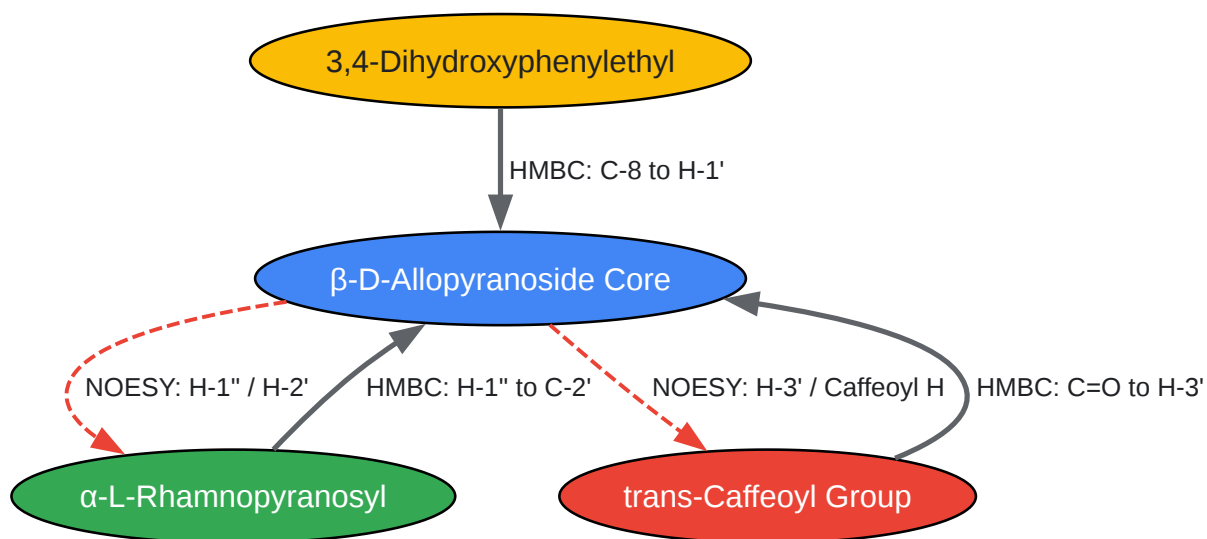 3,4-Dihydroxyphenylethyl
HMBC: C-8 to H-1'
β-D-Allopyranoside Core
NOESY: H-1'' / H-2'
HMBC: H-1'' to C-2'
NOESY: H-3' / Caffeoyl H
HMBC: C=O to H-3'
α-L-Rhamnopyranosyl
trans-Caffeoyl Group